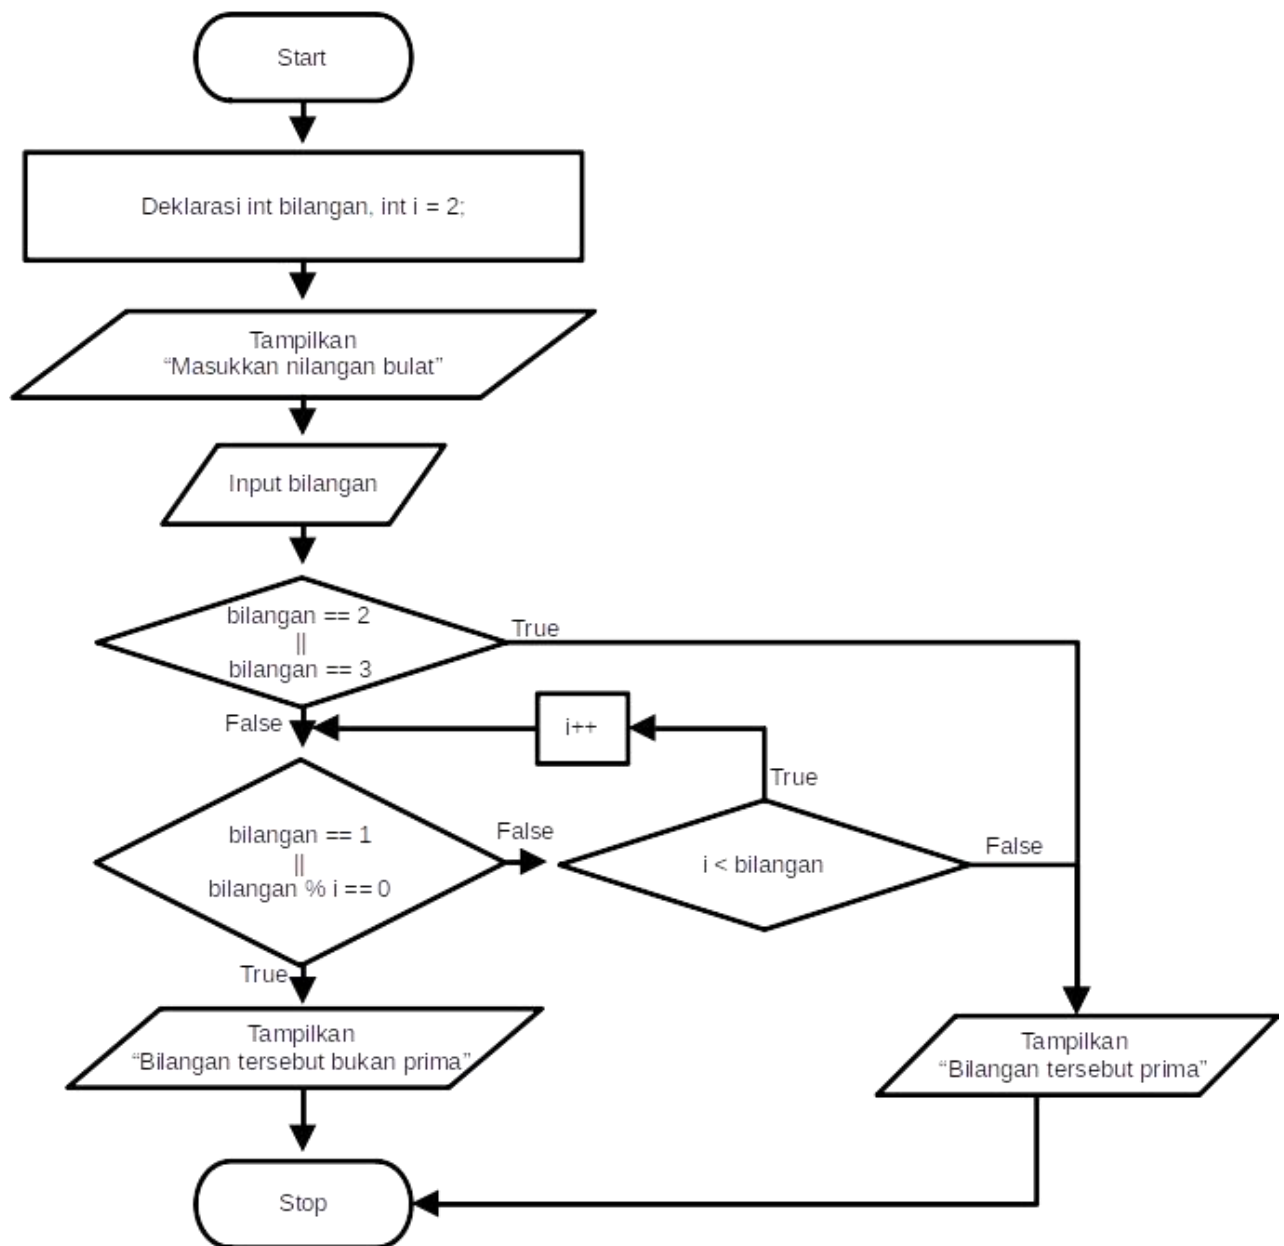 Start
Deklarasi int bilangan, int i = 2;
Tampilkan
“Masukkan nilangan bulat”
Input bilangan
bilangan == 2
||
bilangan == 3
True
False
i++
True
bilangan == 1
||
bilangan % i == 0
False
i < bilangan
False
True
Tampilkan
“Bilangan tersebut bukan prima”
Tampilkan
“Bilangan tersebut prima”
Stop